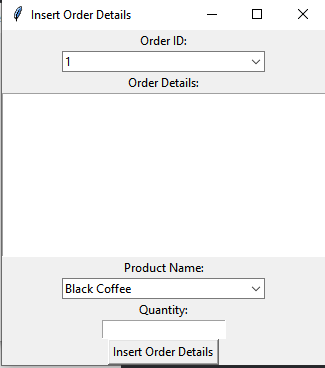 Insert Order Details
Order ID:
1
Order Details:
Product Name:
Black Coffee
Quantity:
Insert Order Details